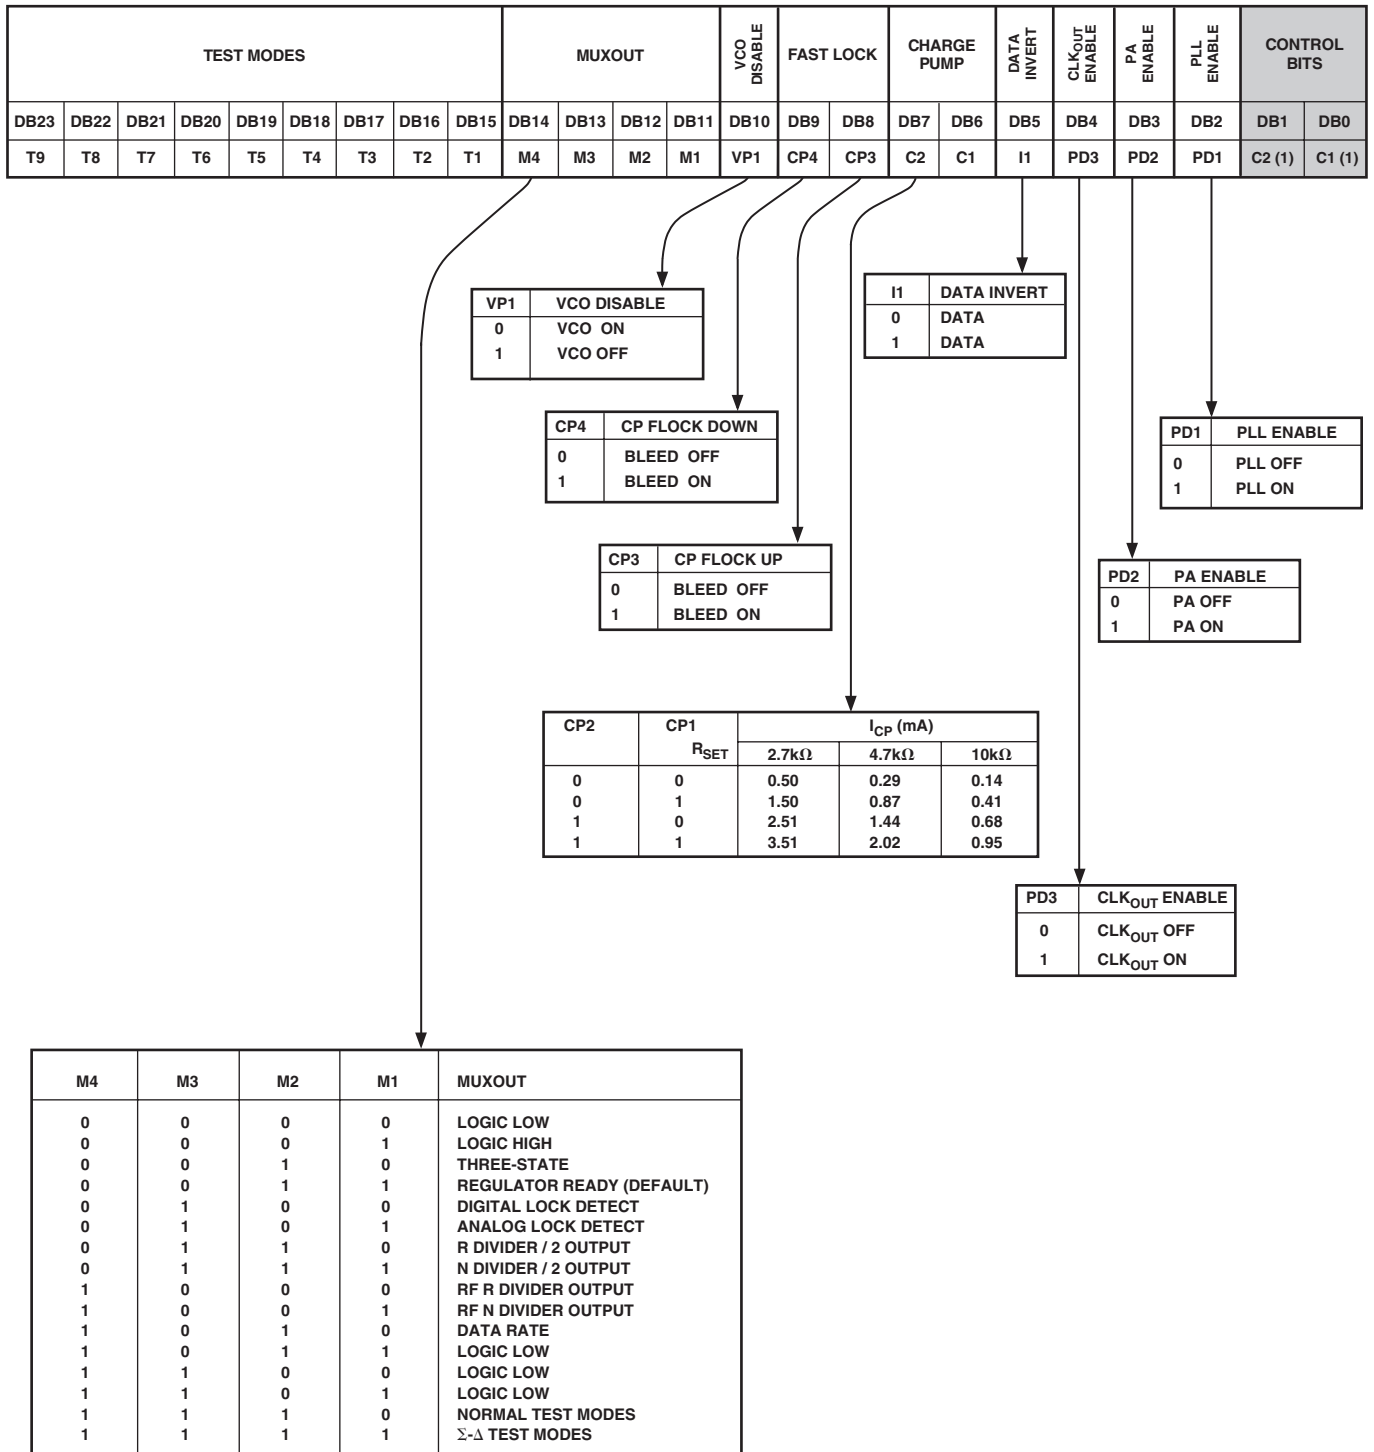 TEST MODES MUXOUT VCO DISABLE FAST LOCK CHARGE PUMP DATA INVERT CLKOUT ENABLE PA ENABLE PLL ENABLE CONTROL BITS
DB23 DB22 DB21 DB20 DB19 DB18 DB17 DB16 DB15 DB14 DB13 DB12 DB11 DB10 DB9 DB8 DB7 DB6 DB5 DB4 DB3 DB2 DB1 DB0
T9 T8 T7 T6 T5 T4 T3 T2 T1 M4 M3 M2 M1 VP1 CP4 CP3 C2 C1 I1 PD3 PD2 PD1 C2 (1) C1 (1)
VP1 VCO DISABLE
0 VCO ON
1 VCO OFF
I1 DATA INVERT
0 DATA
1 DATA
CP4 CP FLOCK DOWN
0 BLEED OFF
1 BLEED ON
PD1 PLL ENABLE
0 PLL OFF
1 PLL ON
CP3 CP FLOCK UP
0 BLEED OFF
1 BLEED ON
PD2 PA ENABLE
0 PA OFF
1 PA ON
CP2 CP1 ICP (mA)
RSET 2.7kΩ 4.7kΩ 10kΩ
0 0 0.50 0.29 0.14
0 1 1.50 0.87 0.41
1 0 2.51 1.44 0.68
1 1 3.51 2.02 0.95
PD3 CLKOUT ENABLE
0 CLKOUT OFF
1 CLKOUT ON
M4 M3 M2 M1 MUXOUT
0 0 0 0 LOGIC LOW
0 0 0 1 LOGIC HIGH
0 0 1 0 THREE-STATE
0 0 1 1 REGULATOR READY (DEFAULT)
0 1 0 0 DIGITAL LOCK DETECT
0 1 0 1 ANALOG LOCK DETECT
0 1 1 0 R DIVIDER / 2 OUTPUT
0 1 1 1 N DIVIDER / 2 OUTPUT
1 0 0 0 RF R DIVIDER OUTPUT
1 0 0 1 RF N DIVIDER OUTPUT
1 0 1 0 DATA RATE
1 0 1 1 LOGIC LOW
1 1 0 0 LOGIC LOW
1 1 0 1 LOGIC LOW
1 1 1 0 NORMAL TEST MODES
1 1 1 1 Σ-Δ TEST MODES